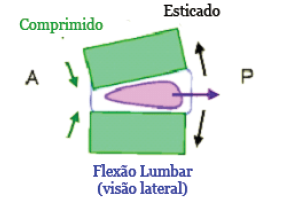 Esticado
Comprimido
A
P
Flexão Lumbar
(visão lateral)